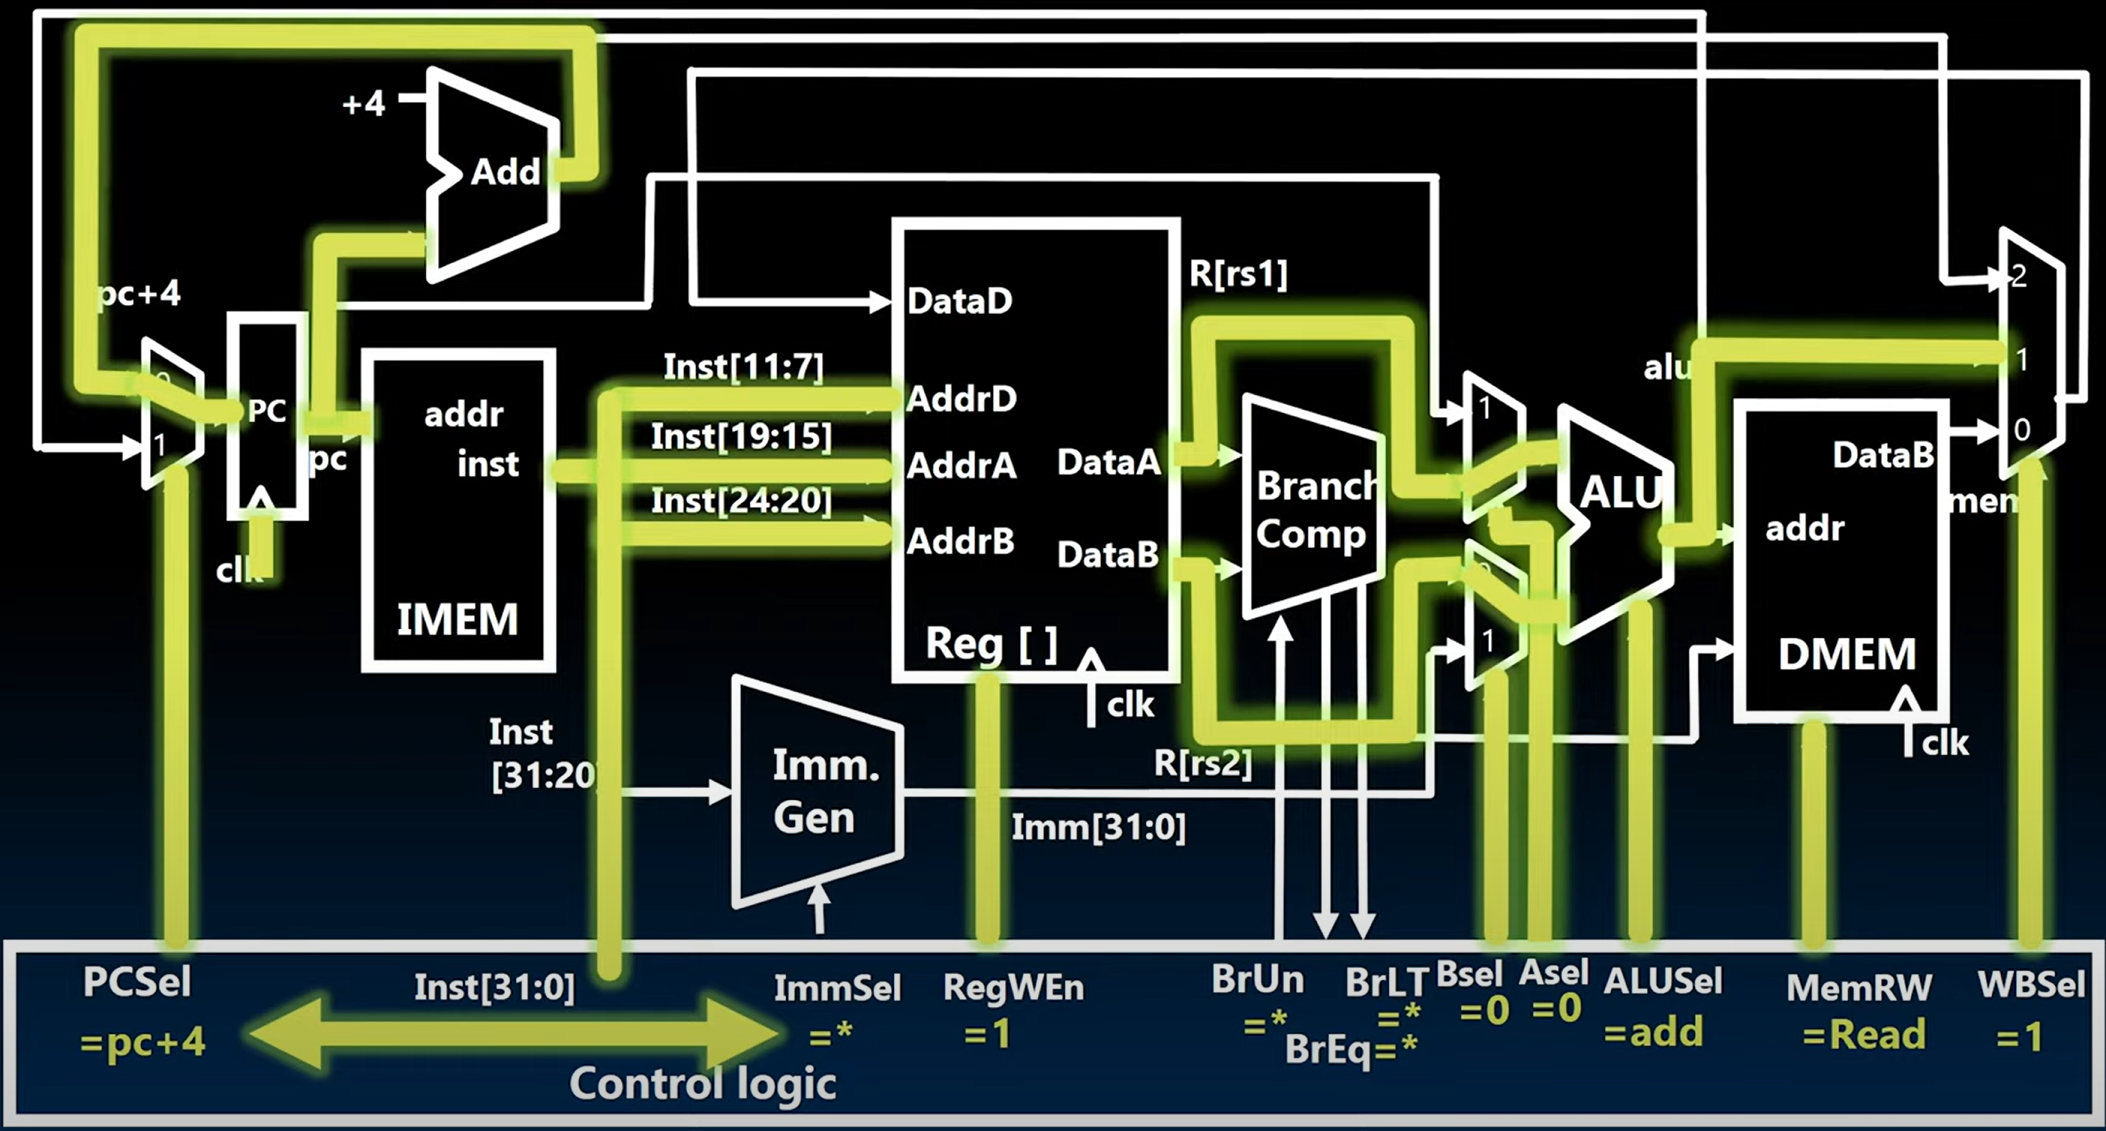 +4
Add
pc+4
0
1
PC
pc
clk
addr
inst
IMEM
Inst[11:7]
Inst[19:15]
Inst[24:20]
DataD
AddrD
AddrA
AddrB
DataA
DataB
Reg [ ]
clk
R[rs1]
R[rs2]
Branch
Comp
1
1
ALU
alu
addr
DataB
DMEM
clk
mem
2
1
0
Inst
[31:20]
Imm.
Gen
Imm[31:0]
PCSel
=pc+4
Inst[31:0]
ImmSel
=*
RegWEn
=1
BrUn
=*
BrLT
=*
BrEq=*
Bsel
=0
Asel
=0
ALUSel
=add
MemRW
=Read
WBSel
=1
Control logic